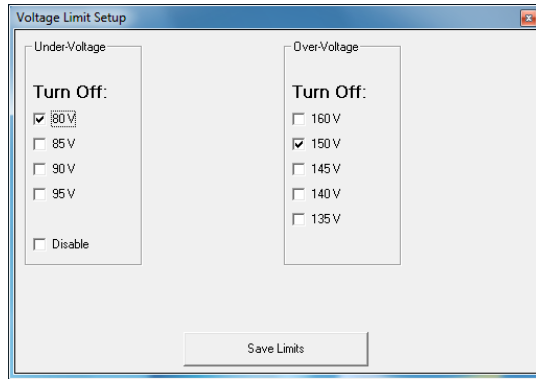 Voltage Limit Setup
Under-Voltage
Turn Off:
80 V
85 V
90 V
95 V
Disable
Over-Voltage
Turn Off:
160 V
150 V
145 V
140 V
135 V
Save Limits